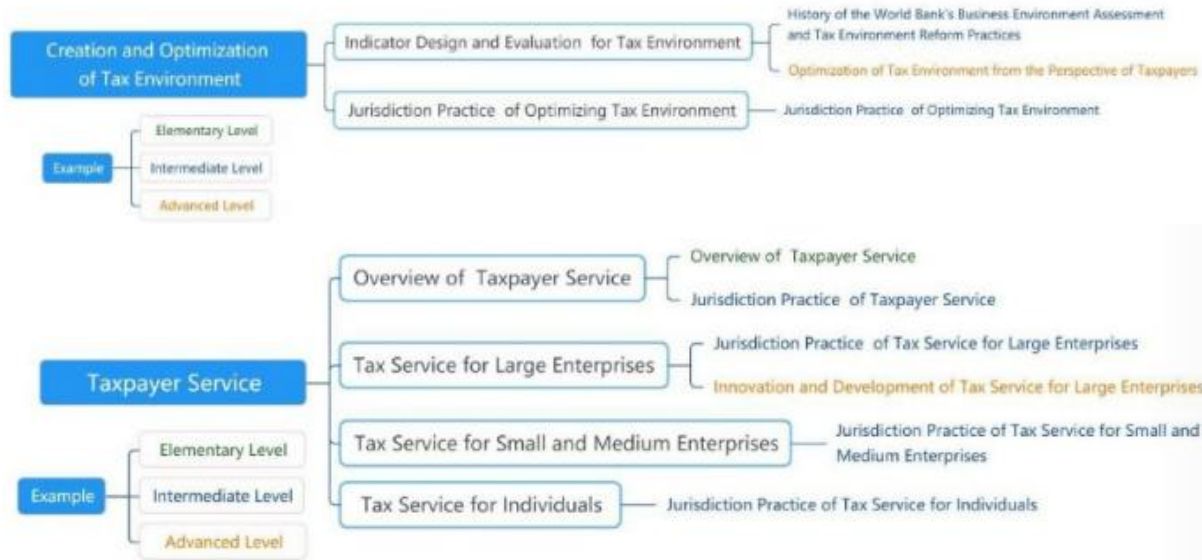 Creation and Optimization
of Tax Environment
Indicator Design and Evaluation for Tax Environment
History of the World Bank's Business Environment Assessment
and Tax Environment Reform Practices
Optimization of Tax Environment from the Perspective of Taxpayers
Jurisdiction Practice of Optimizing Tax Environment
Jurisdiction Practice of Optimizing Tax Environment
Example
Elementary Level
Intermediate Level
Advanced Level
Taxpayer Service
Overview of Taxpayer Service
Overview of Taxpayer Service
Jurisdiction Practice of Taxpayer Service
Tax Service for Large Enterprises
Jurisdiction Practice of Tax Service for Large Enterprises
Innovation and Development of Tax Service for Large Enterprises
Tax Service for Small and Medium Enterprises
Jurisdiction Practice of Tax Service for Small and
Medium Enterprises
Tax Service for Individuals
Jurisdiction Practice of Tax Service for Individuals
Example
Elementary Level
Intermediate Level
Advanced Level